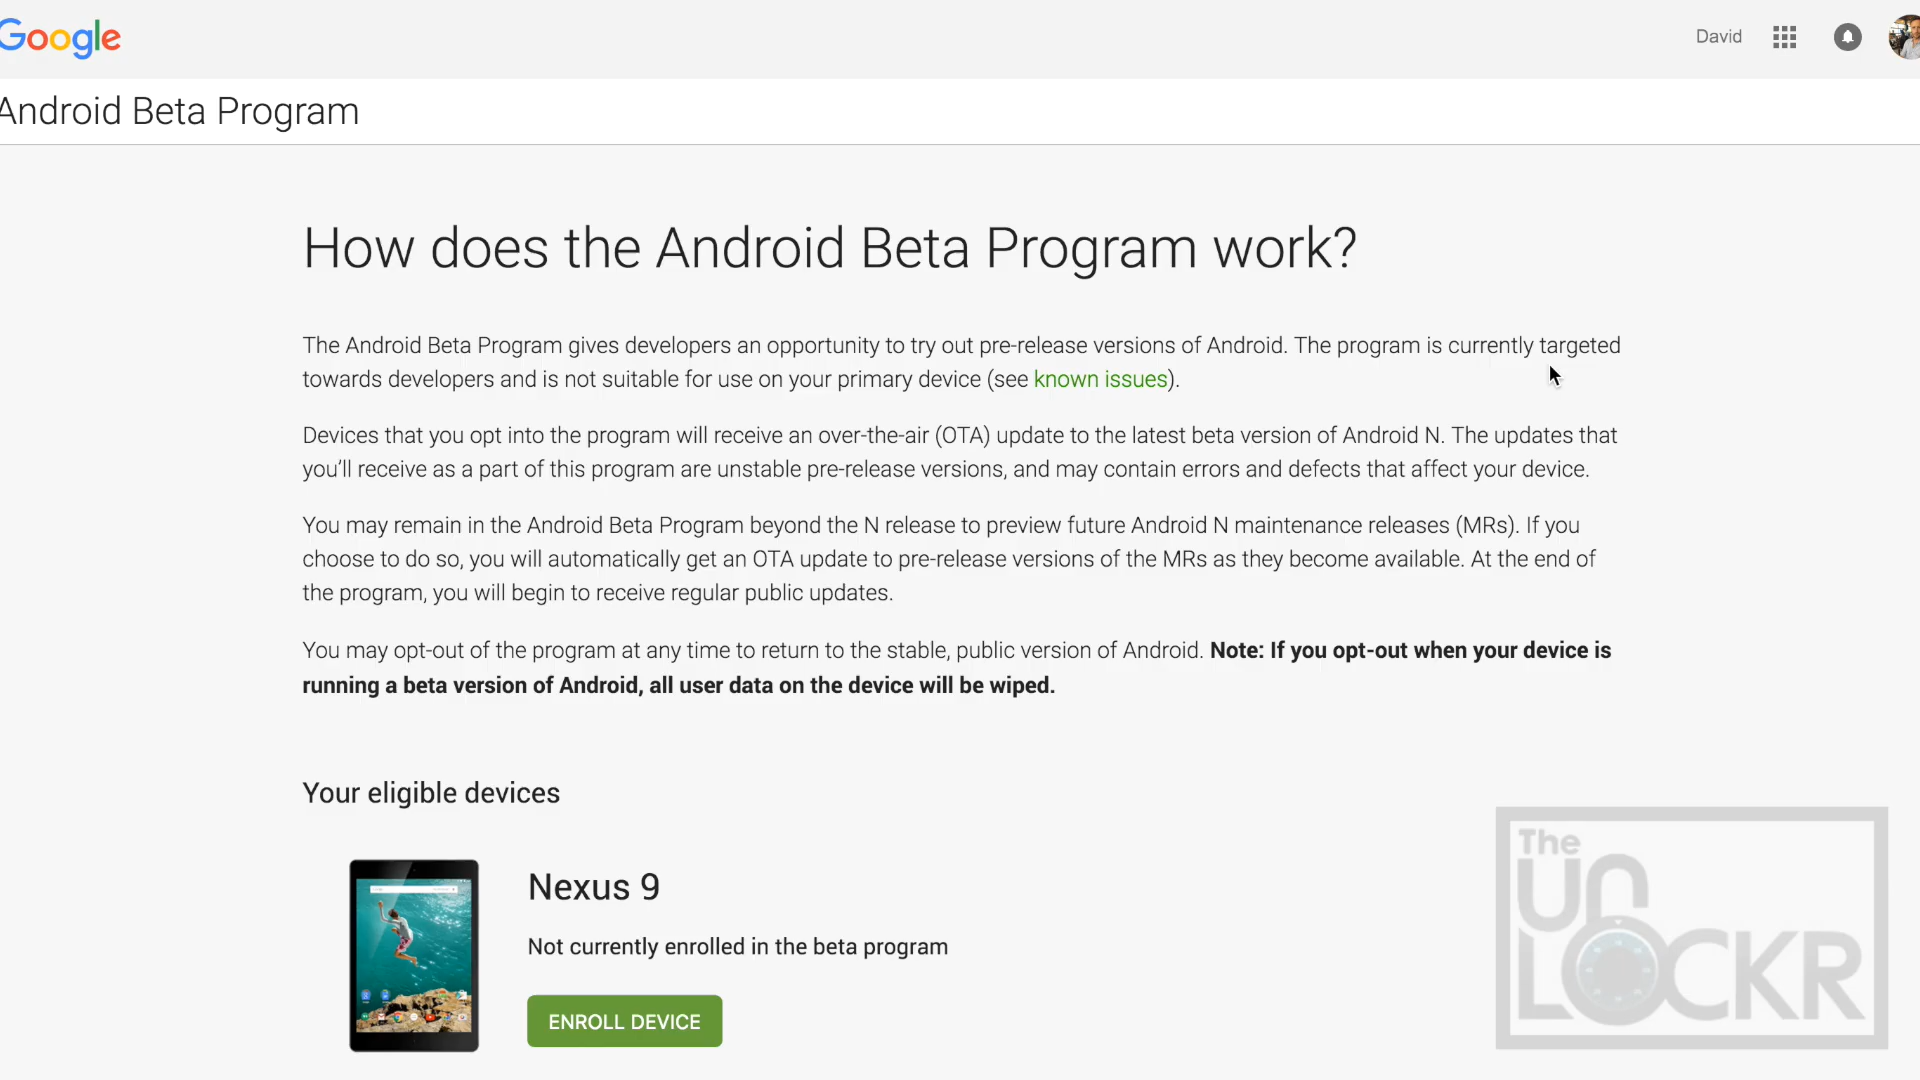 Google
David
Android Beta Program
How does the Android Beta Program work?
The Android Beta Program gives developers an opportunity to try out pre-release versions of Android. The program is currently targeted
towards developers and is not suitable for use on your primary device (see known issues).
Devices that you opt into the program will receive an over-the-air (OTA) update to the latest beta version of Android N. The updates that
you'll receive as a part of this program are unstable pre-release versions, and may contain errors and defects that affect your device.
You may remain in the Android Beta Program beyond the N release to preview future Android N maintenance releases (MRs). If you
choose to do so, you will automatically get an OTA update to pre-release versions of the MRs as they become available. At the end of
the program, you will begin to receive regular public updates.
You may opt-out of the program at any time to return to the stable, public version of Android. Note: If you opt-out when your device is
running a beta version of Android, all user data on the device will be wiped.
Your eligible devices
Nexus 9
Not currently enrolled in the beta program
ENROLL DEVICE
The
UN
LOCKR